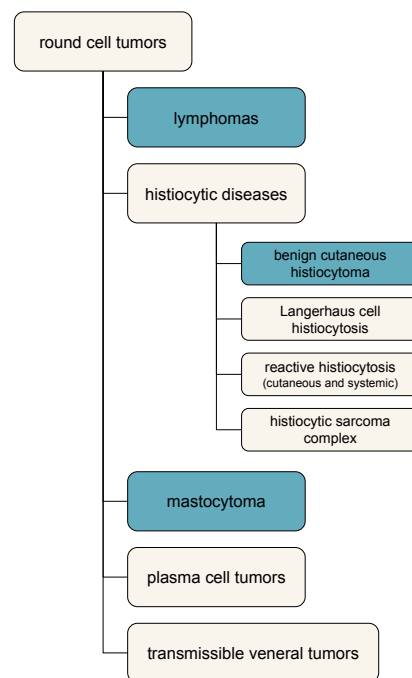 round cell tumors
lymphomas
histiocytic diseases
benign cutaneous
histiocytoma
Langerhaus cell
histiocytosis
reactive histiocytosis
(cutaneous and systemic)
histiocytic sarcoma
complex
mastocytoma
plasma cell tumors
transmissible veneral tumors